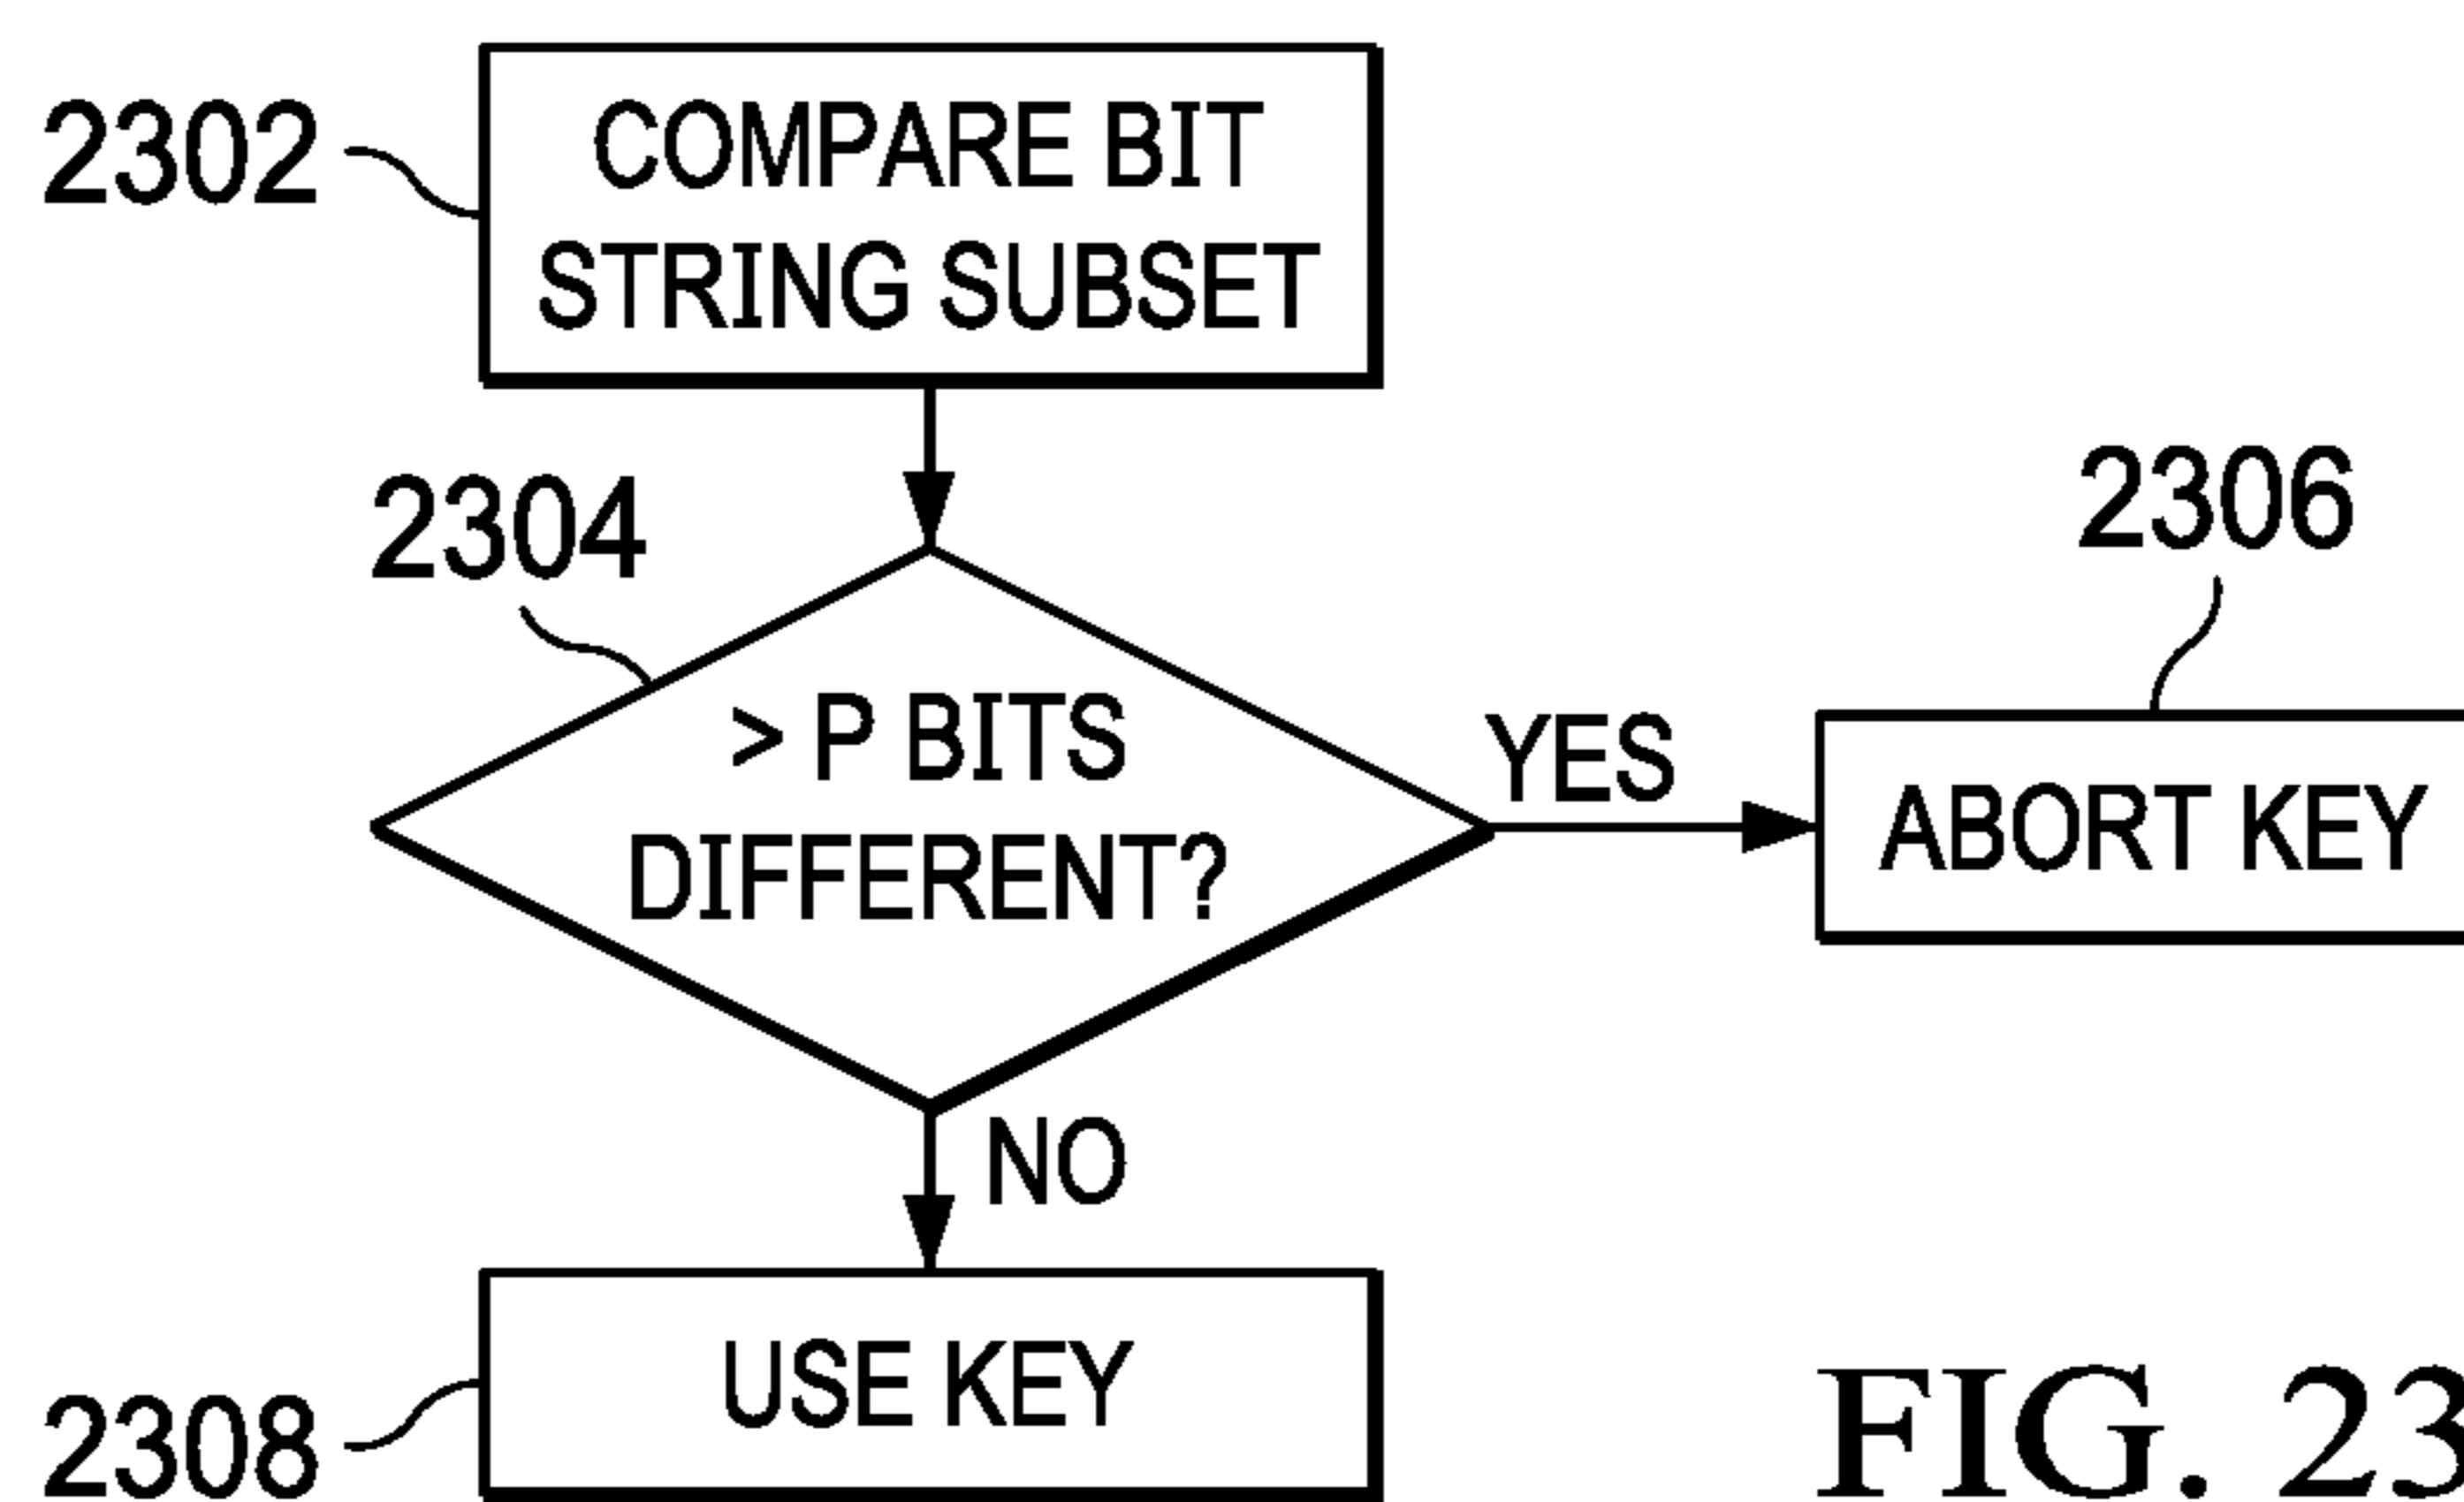 2302
COMPARE BIT
STRING SUBSET
2304
2306
> P BITS
DIFFERENT?
YES
ABORT KEY
NO
USE KEY
2308
FIG. 23